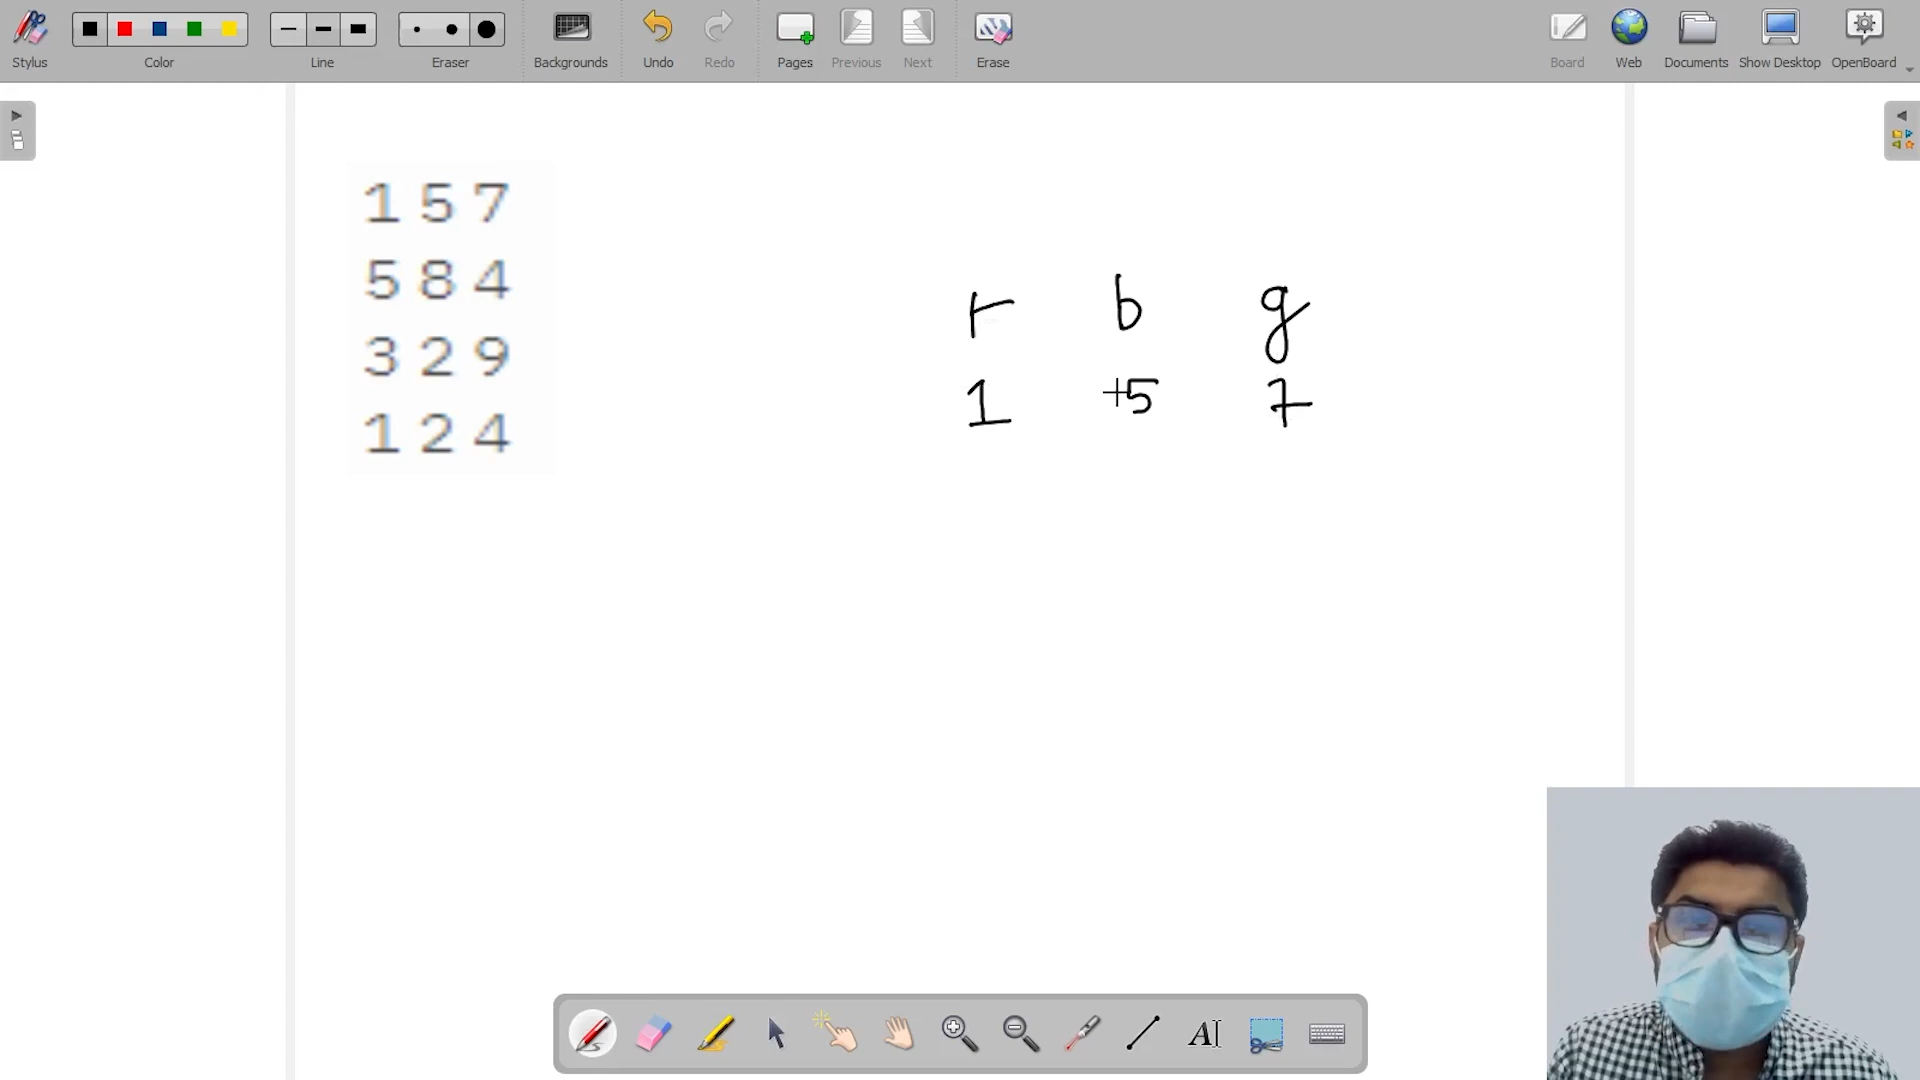 Stylus Color Line Eraser Backgrounds Undo Redo Pages Previous Next Erase Board Web Documents Show Desktop OpenBoard
1 5 7
5 8 4
3 2 9
1 2 4
r b g
1 5 7
A